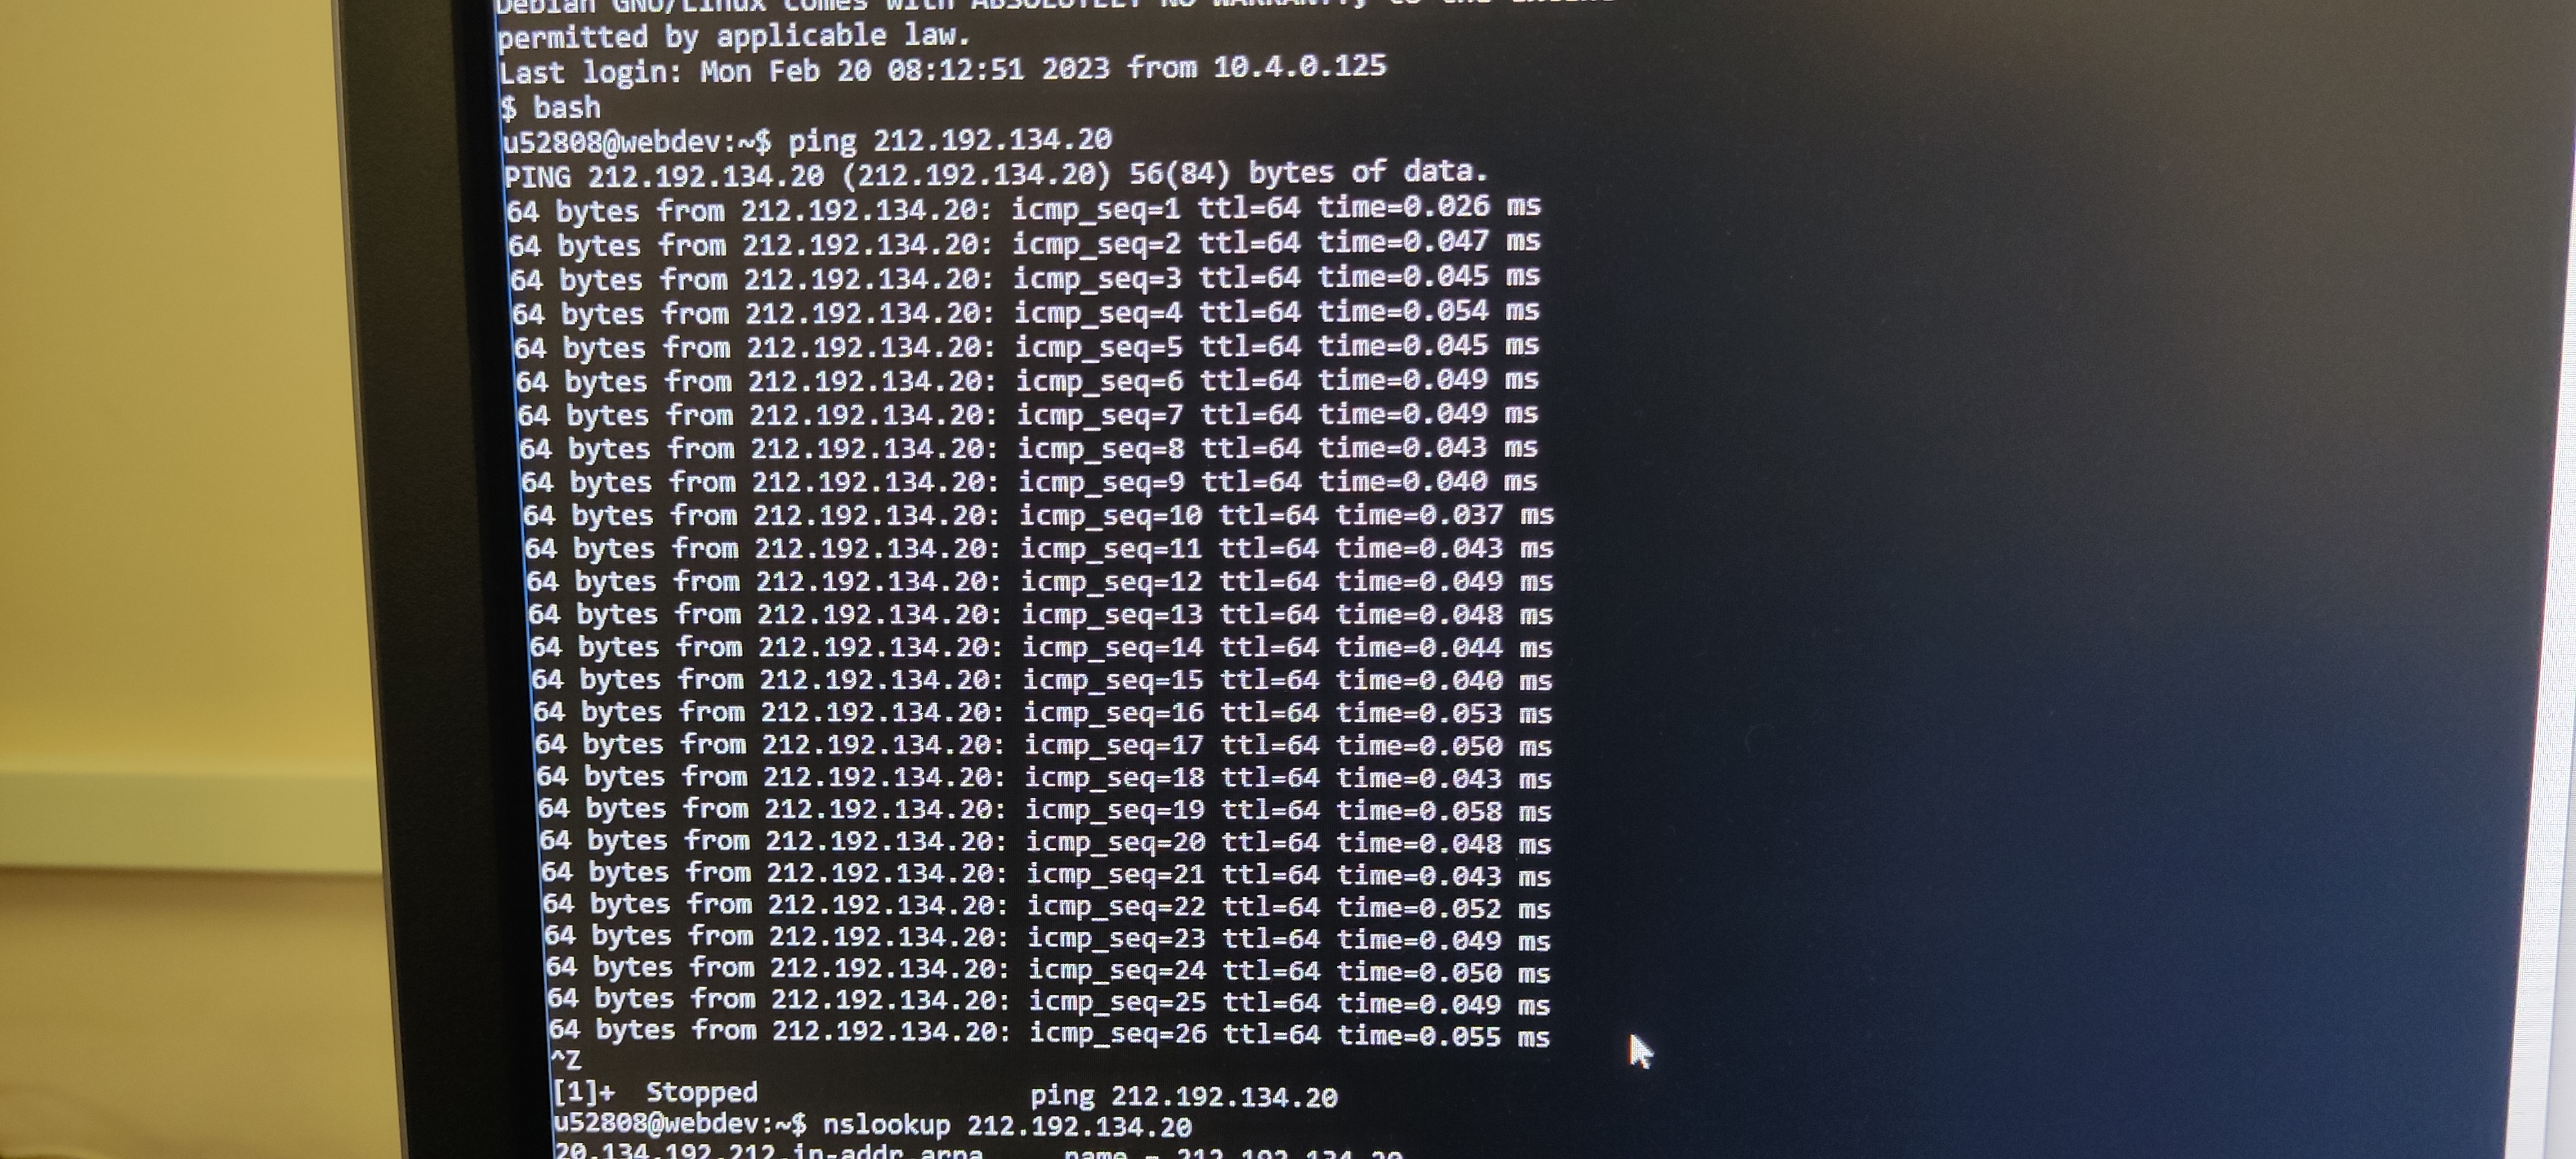 Debian GNU/Linux comes with ABSOLUTELY NO WARRANTY, to the extent
permitted by applicable law.
Last login: Mon Feb 20 08:12:51 2023 from 10.4.0.125
$ bash
u52808@webdev:~$ ping 212.192.134.20
PING 212.192.134.20 (212.192.134.20) 56(84) bytes of data.
64 bytes from 212.192.134.20: icmp_seq=1 ttl=64 time=0.026 ms
64 bytes from 212.192.134.20: icmp_seq=2 ttl=64 time=0.047 ms
64 bytes from 212.192.134.20: icmp_seq=3 ttl=64 time=0.045 ms
64 bytes from 212.192.134.20: icmp_seq=4 ttl=64 time=0.054 ms
64 bytes from 212.192.134.20: icmp_seq=5 ttl=64 time=0.045 ms
64 bytes from 212.192.134.20: icmp_seq=6 ttl=64 time=0.049 ms
64 bytes from 212.192.134.20: icmp_seq=7 ttl=64 time=0.049 ms
64 bytes from 212.192.134.20: icmp_seq=8 ttl=64 time=0.043 ms
64 bytes from 212.192.134.20: icmp_seq=9 ttl=64 time=0.040 ms
64 bytes from 212.192.134.20: icmp_seq=10 ttl=64 time=0.037 ms
64 bytes from 212.192.134.20: icmp_seq=11 ttl=64 time=0.043 ms
64 bytes from 212.192.134.20: icmp_seq=12 ttl=64 time=0.049 ms
64 bytes from 212.192.134.20: icmp_seq=13 ttl=64 time=0.048 ms
64 bytes from 212.192.134.20: icmp_seq=14 ttl=64 time=0.044 ms
64 bytes from 212.192.134.20: icmp_seq=15 ttl=64 time=0.040 ms
64 bytes from 212.192.134.20: icmp_seq=16 ttl=64 time=0.053 ms
64 bytes from 212.192.134.20: icmp_seq=17 ttl=64 time=0.050 ms
64 bytes from 212.192.134.20: icmp_seq=18 ttl=64 time=0.043 ms
64 bytes from 212.192.134.20: icmp_seq=19 ttl=64 time=0.058 ms
64 bytes from 212.192.134.20: icmp_seq=20 ttl=64 time=0.048 ms
64 bytes from 212.192.134.20: icmp_seq=21 ttl=64 time=0.043 ms
64 bytes from 212.192.134.20: icmp_seq=22 ttl=64 time=0.052 ms
64 bytes from 212.192.134.20: icmp_seq=23 ttl=64 time=0.049 ms
64 bytes from 212.192.134.20: icmp_seq=24 ttl=64 time=0.050 ms
64 bytes from 212.192.134.20: icmp_seq=25 ttl=64 time=0.049 ms
64 bytes from 212.192.134.20: icmp_seq=26 ttl=64 time=0.055 ms
^Z
[1]+  Stopped                 ping 212.192.134.20
u52808@webdev:~$ nslookup 212.192.134.20
20.134.192.212.in-addr.arpa     name = 212.192.134.20